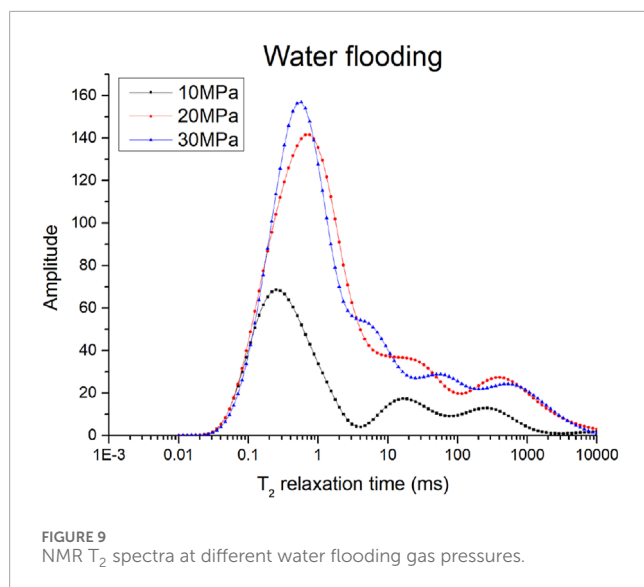 Water flooding
10MPa
20MPa
30MPa
160
140
120
100
80
60
40
20
0
Amplitude
1E-3 0.01 0.1 1 10 100 1000 10000
T₂ relaxation time (ms)
FIGURE 9
NMR T₂ spectra at different water flooding gas pressures.